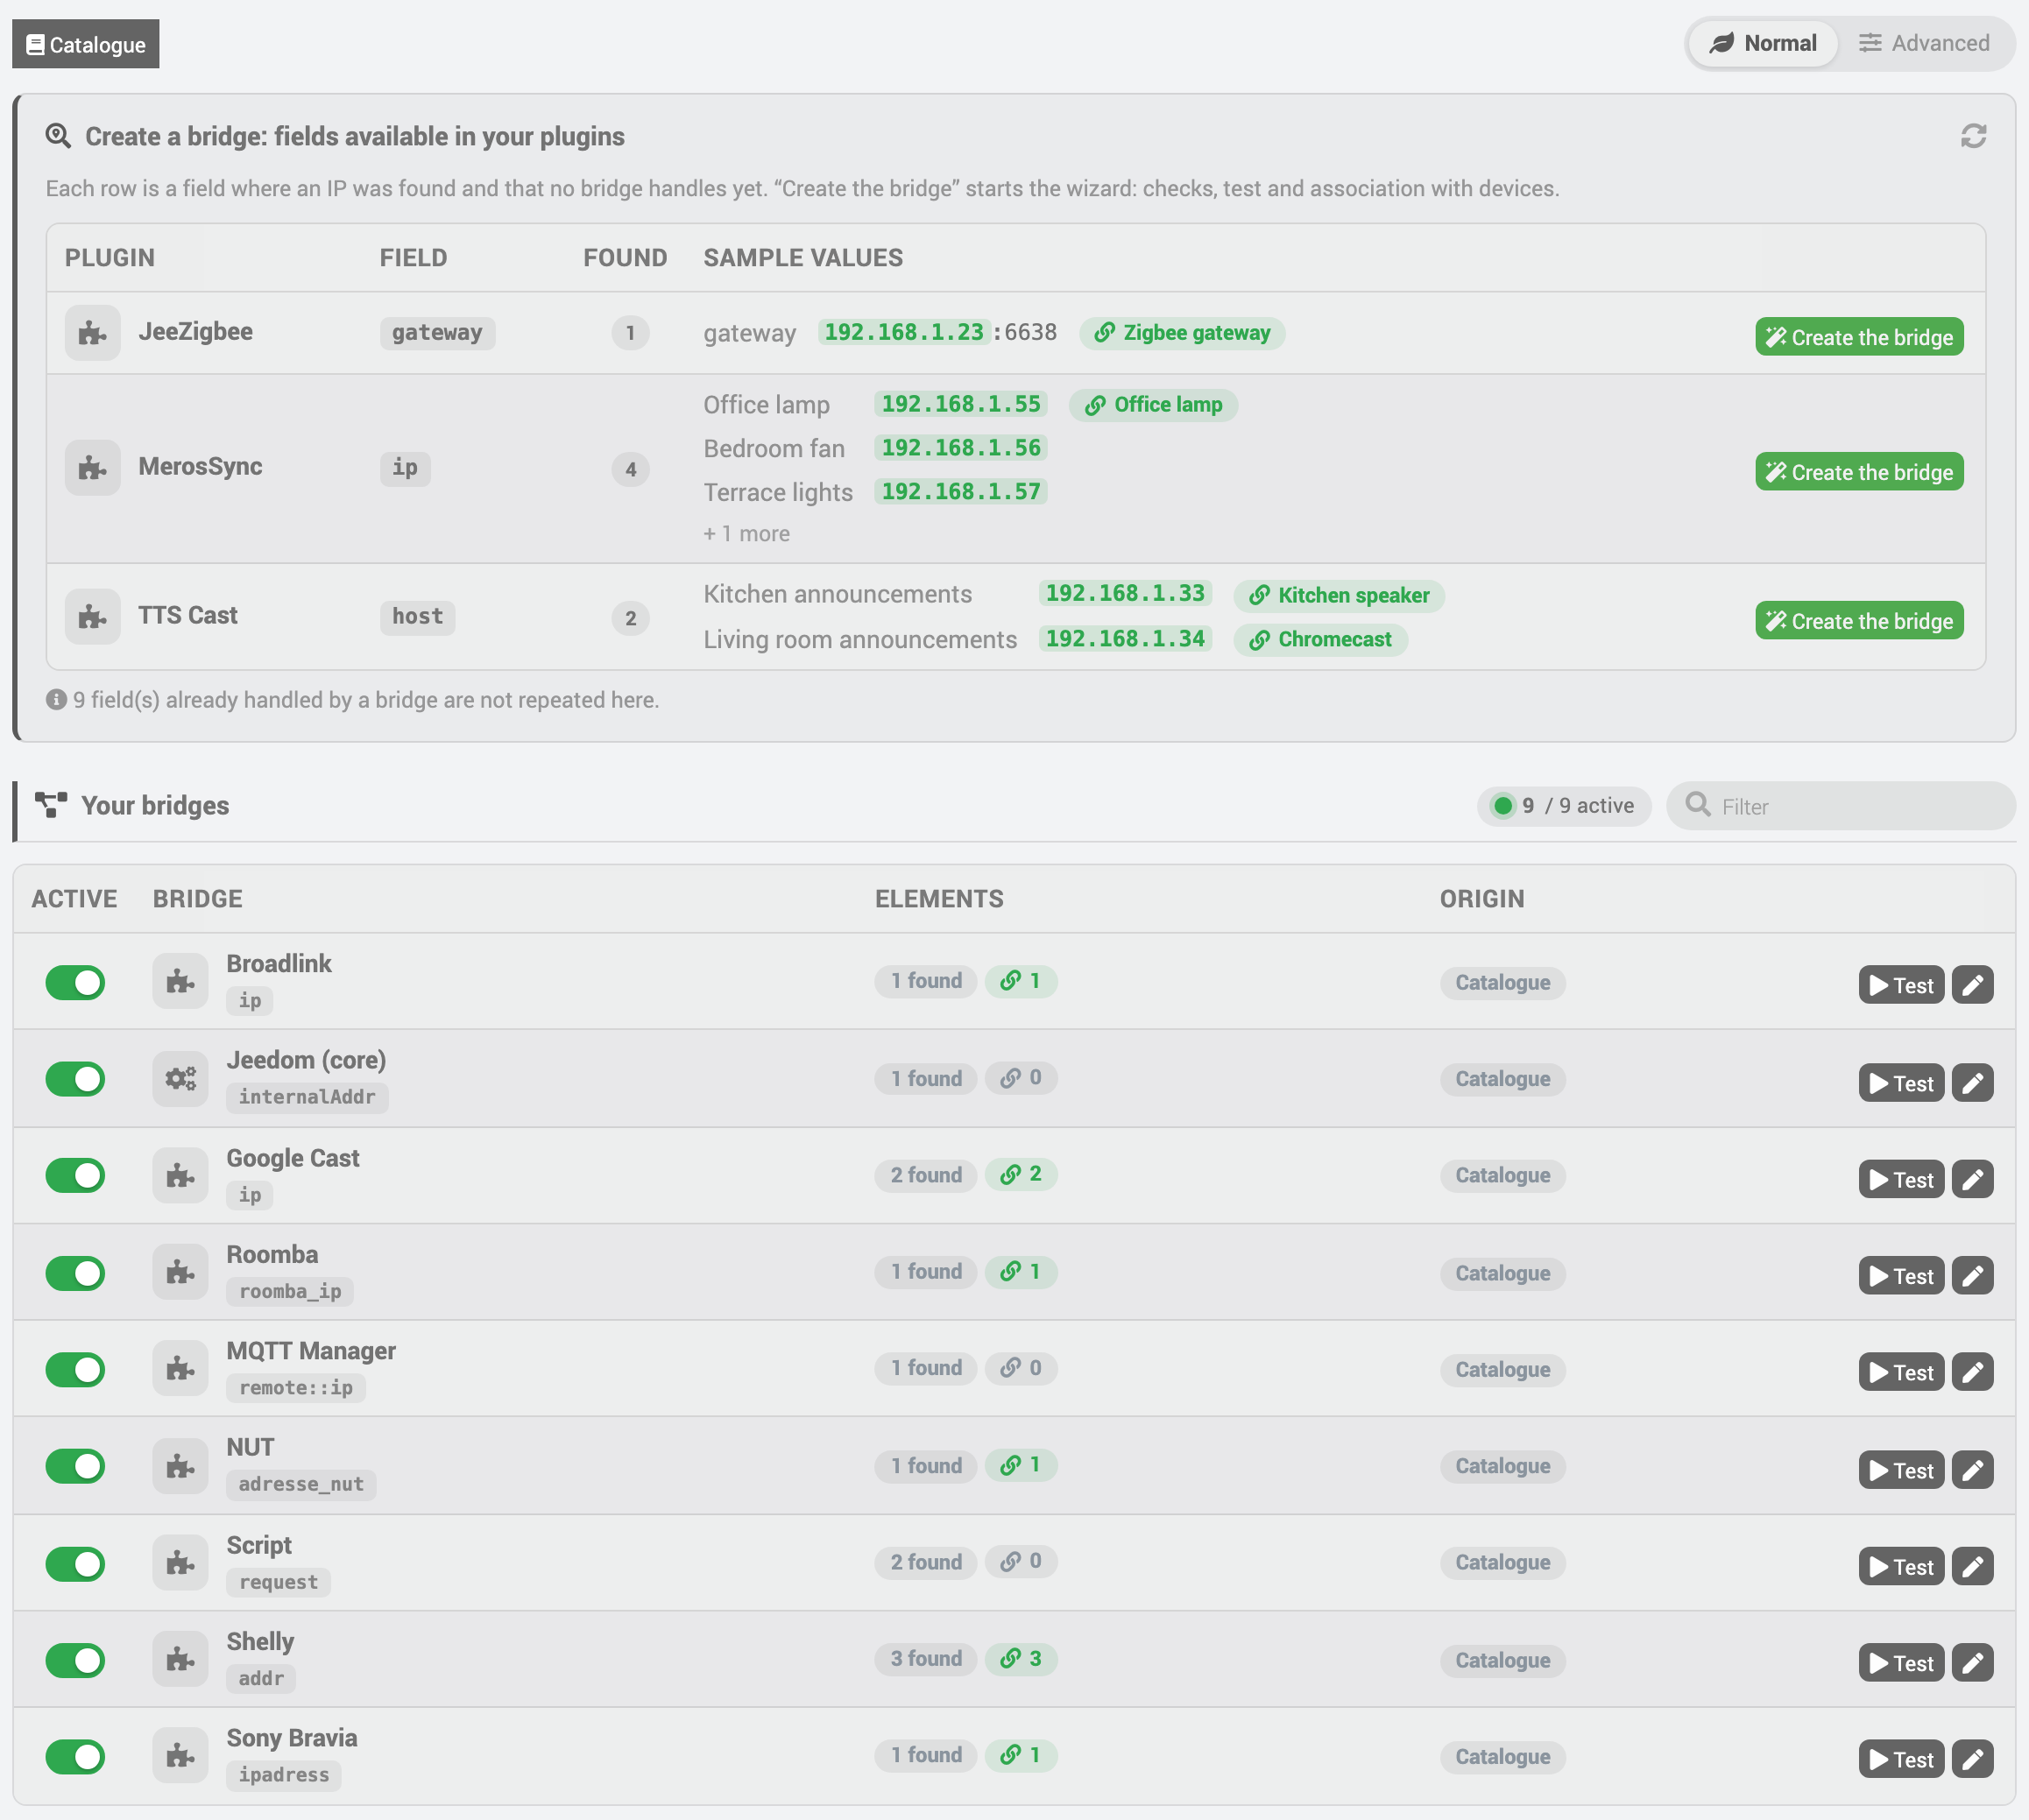 Catalogue
Normal
Advanced
Create a bridge: fields available in your plugins
Each row is a field where an IP was found and that no bridge handles yet. “Create the bridge” starts the wizard: checks, test and association with devices.
PLUGIN FIELD FOUND SAMPLE VALUES
JeeZigbee gateway 1 gateway 192.168.1.23:6638 Zigbee gateway Create the bridge
MerosSync ip 4
Office lamp 192.168.1.55 Office lamp
Bedroom fan 192.168.1.56
Terrace lights 192.168.1.57
+ 1 more
Create the bridge
TTS Cast host 2
Kitchen announcements 192.168.1.33 Kitchen speaker
Living room announcements 192.168.1.34 Chromecast
Create the bridge
9 field(s) already handled by a bridge are not repeated here.
Your bridges
9 / 9 active
Filter
ACTIVE BRIDGE ELEMENTS ORIGIN
Broadlink
ip
1 found 1 Catalogue Test
Jeedom (core)
internalAddr
1 found 0 Catalogue Test
Google Cast
ip
2 found 2 Catalogue Test
Roomba
roomba_ip
1 found 1 Catalogue Test
MQTT Manager
remote::ip
1 found 0 Catalogue Test
NUT
adresse_nut
1 found 1 Catalogue Test
Script
request
2 found 0 Catalogue Test
Shelly
addr
3 found 3 Catalogue Test
Sony Bravia
ipadress
1 found 1 Catalogue Test